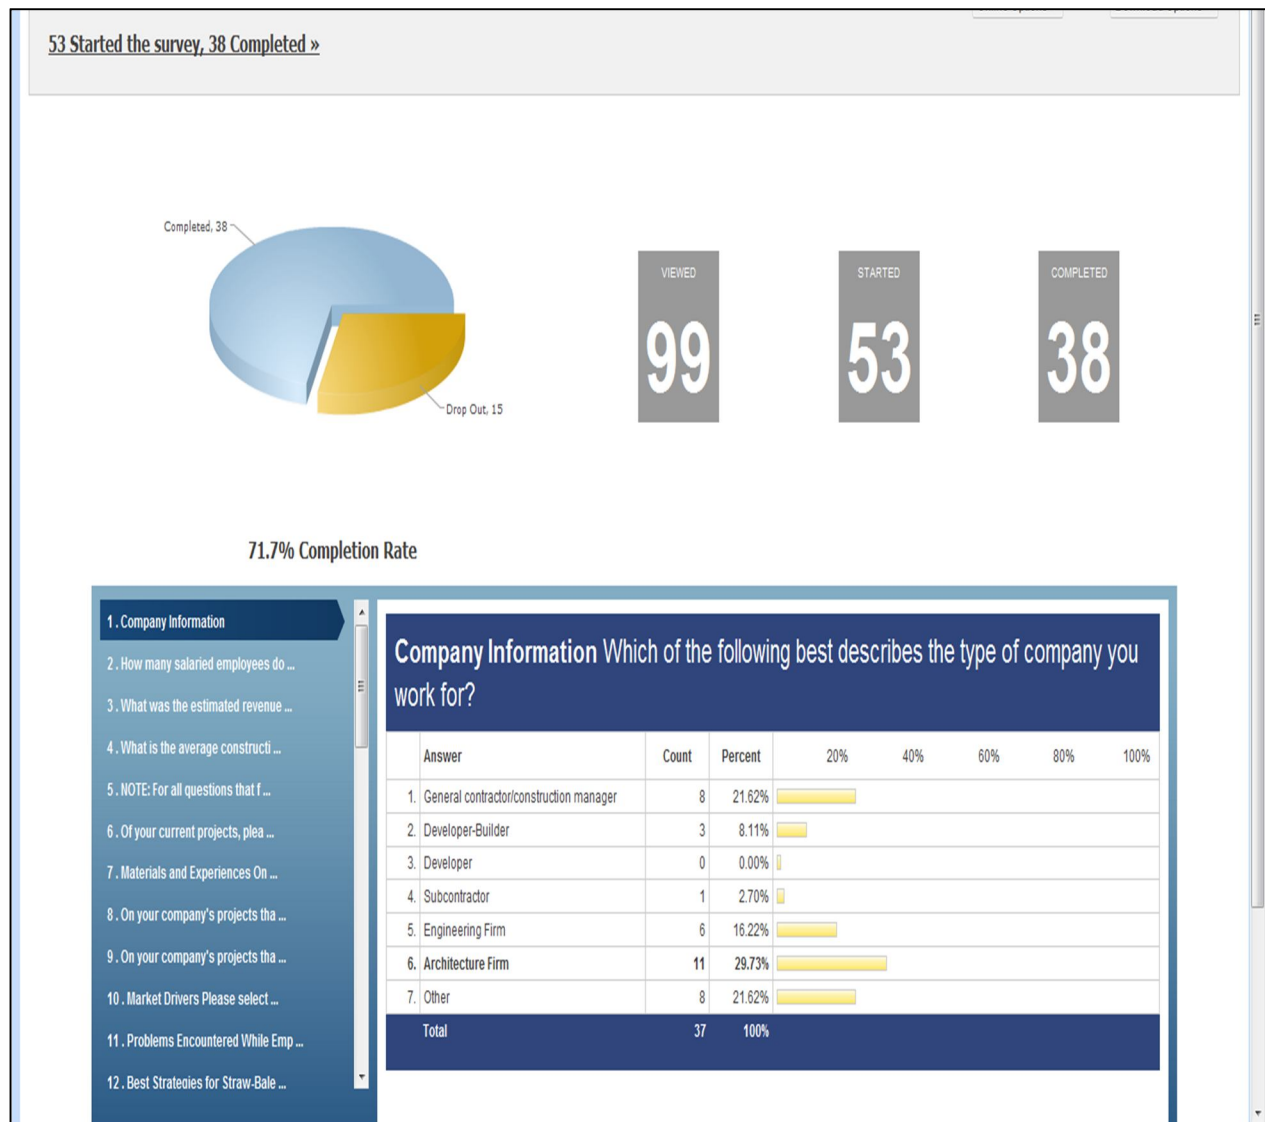 53 Started the survey, 38 Completed »
Completed, 38
Drop Out, 15
VIEWED
99
STARTED
53
COMPLETED
38
71.7% Completion Rate
1 . Company Information
2 . How many salaried employees do ...
3 . What was the estimated revenue ...
4 . What is the average constructi ...
5 . NOTE: For all questions that f ...
6 . Of your current projects, plea ...
7 . Materials and Experiences On ...
8 . On your company's projects tha ...
9 . On your company's projects tha ...
10 . Market Drivers Please select ...
11 . Problems Encountered While Emp ...
12 . Best Strategies for Straw-Bale ...
Company Information Which of the following best describes the type of company you
work for?
Answer Count Percent 20% 40% 60% 80% 100%
1. General contractor/construction manager 8 21.62%
2. Developer-Builder 3 8.11%
3. Developer 0 0.00%
4. Subcontractor 1 2.70%
5. Engineering Firm 6 16.22%
6. Architecture Firm 11 29.73%
7. Other 8 21.62%
Total 37 100%